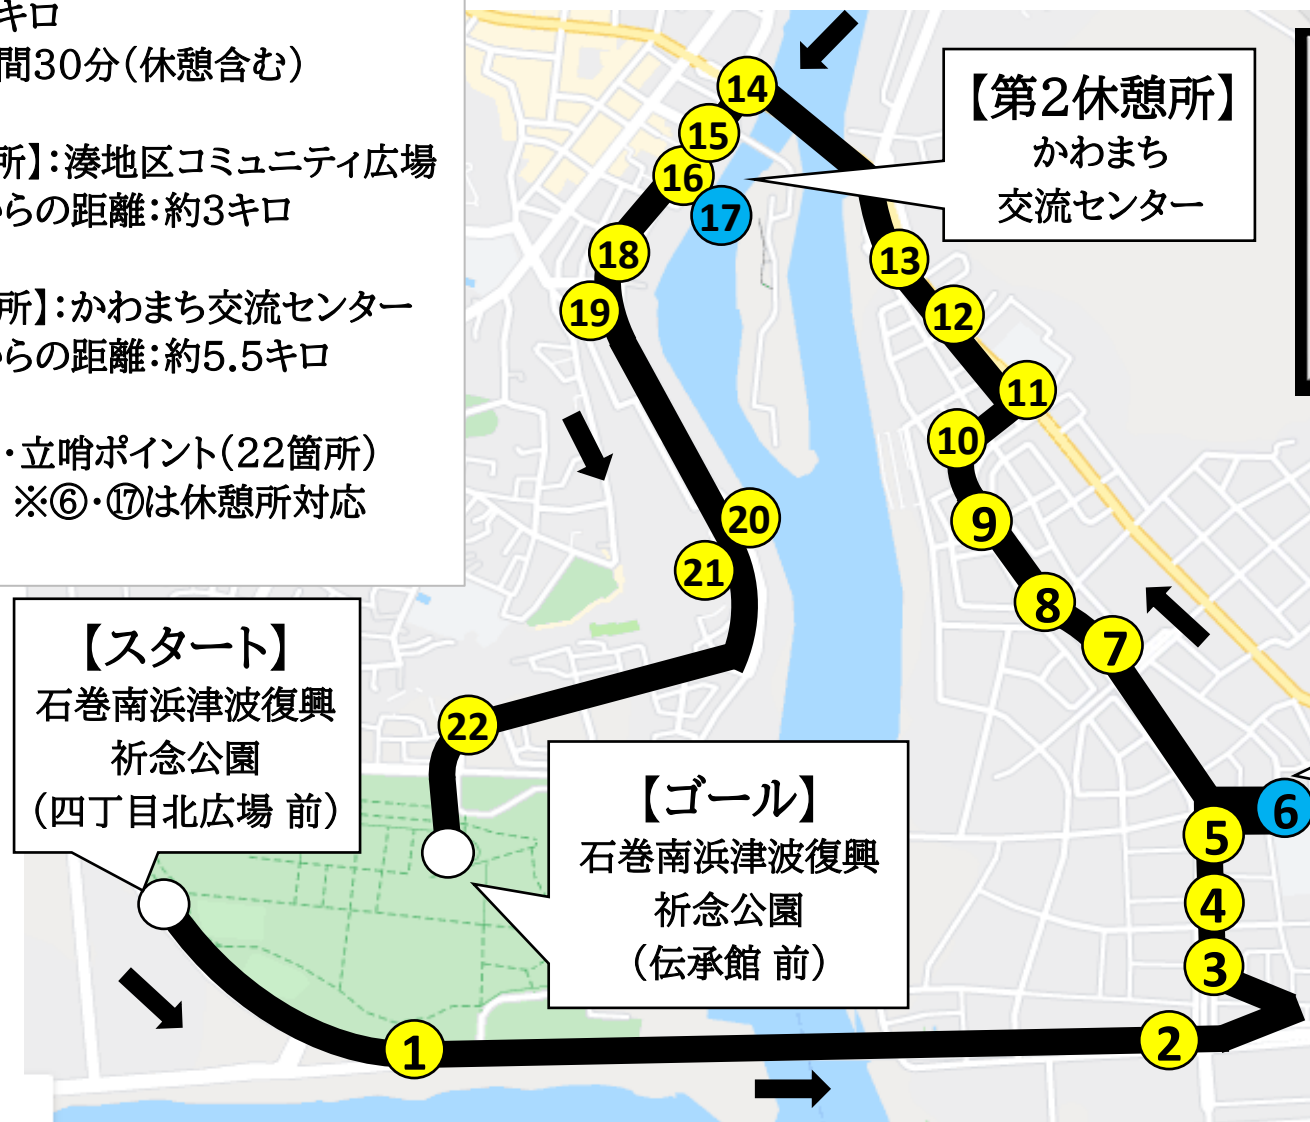 キロ
間30分（休憩含む）
所】：湊地区コミュニティ広場
らの距離：約3キロ
所】：かわまち交流センター
らの距離：約5.5キロ
・立哨ポイント（22箇所）
※⑥・⑰は休憩所対応
【第2休憩所】
かわまち
交流センター
14
15
16
17
18
19
13
12
11
10
9
20
21
8
7
22
6
5
4
3
2
1
【スタート】
石巻南浜津波復興
祈念公園
（四丁目北広場 前）
【ゴール】
石巻南浜津波復興
祈念公園
（伝承館 前）